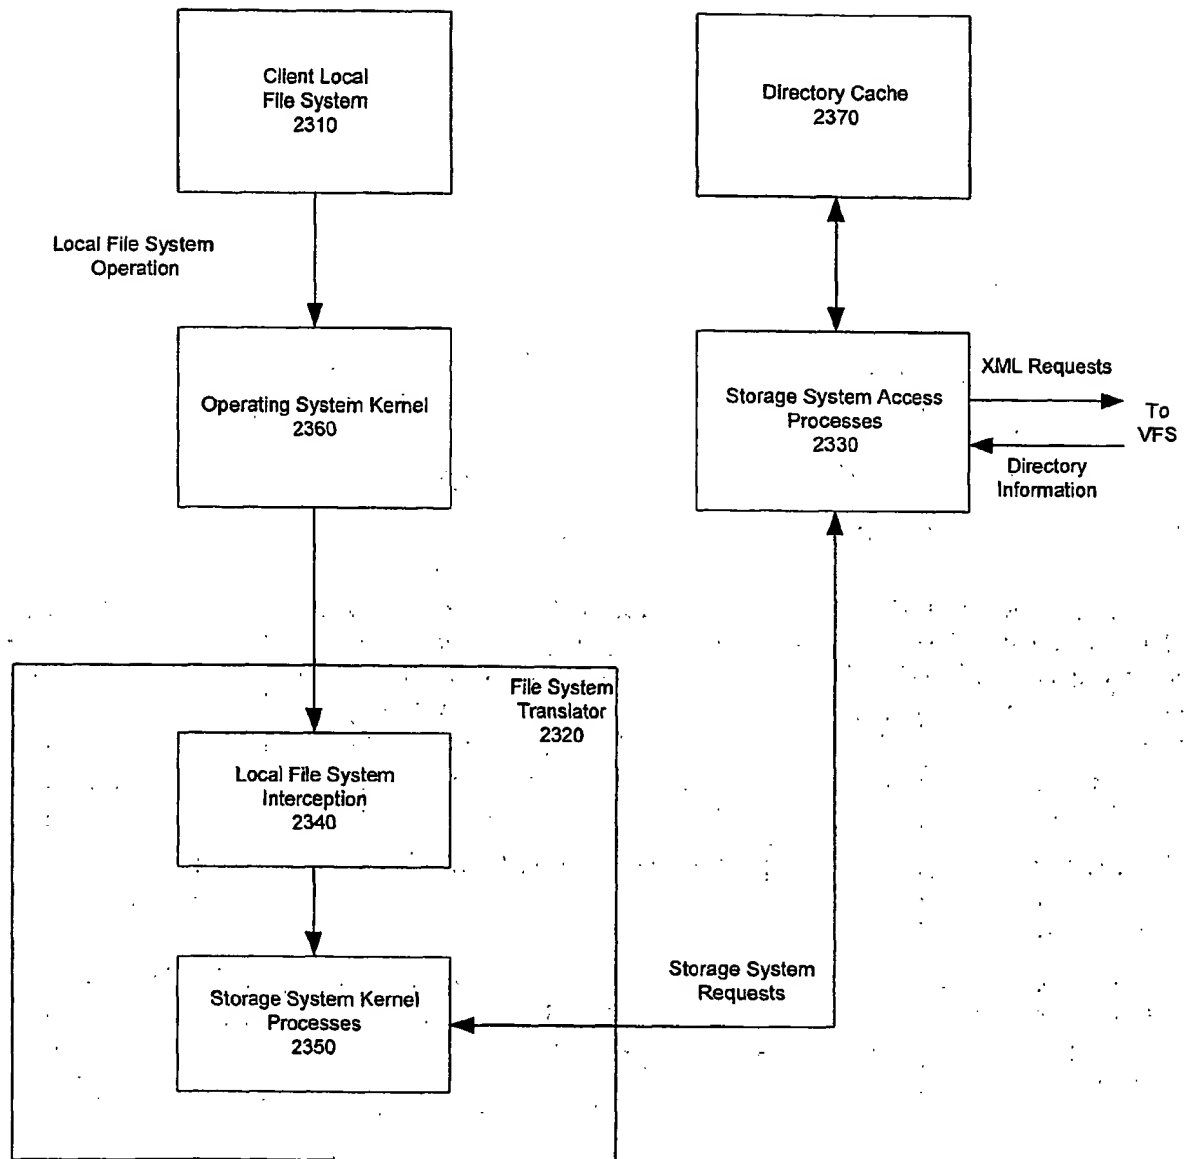 Client Local
File System
2310
Directory Cache
2370
Local File System
Operation
Operating System Kernel
2360
Storage System Access
Processes
2330
XML Requests
To
VFS
Directory
Information
File System
Translator
2320
Local File System
Interception
2340
Storage System Kernel
Processes
2350
Storage System
Requests